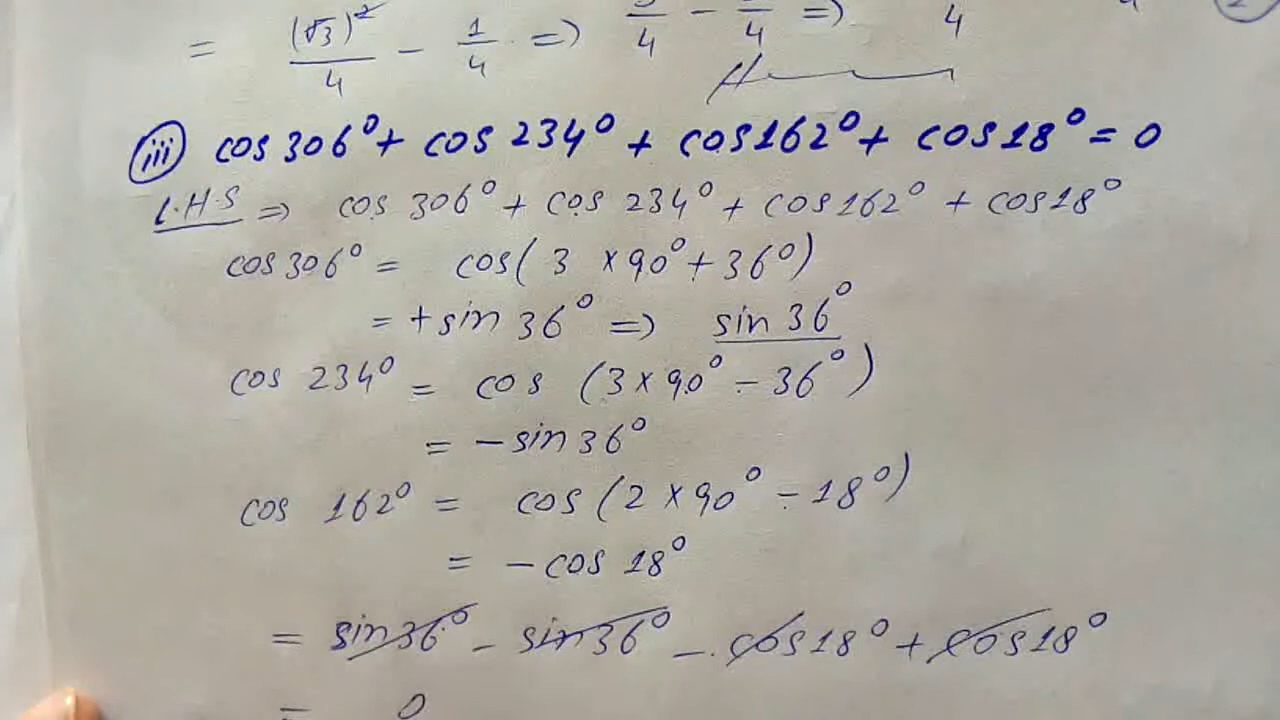 = (√3)²/4 - 1/4 => 3/4 - 1/4 => /4
(iii) cos 306° + cos 234° + cos 162° + cos 18° = 0
L.H.S => cos 306° + cos 234° + cos 162° + cos 18°
cos 306° = cos( 3 × 90° + 36°)
= + sin 36° => sin 36°
cos 234° = cos (3 × 90° - 36°)
= - sin 36°
cos 162° = cos (2 × 90° - 18°)
= - cos 18°
= sin 36° - sin 36° - cos 18° + cos 18°
= 0